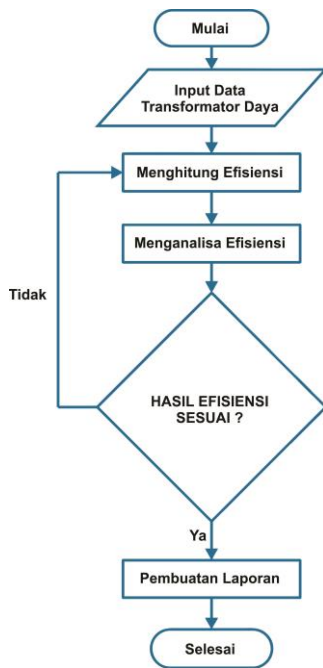 Mulai
Input Data
Transformator Daya
Menghitung Efisiensi
Menganalisa Efisiensi
Tidak
HASIL EFISIENSI
SESUAI ?
Ya
Pembuatan Laporan
Selesai